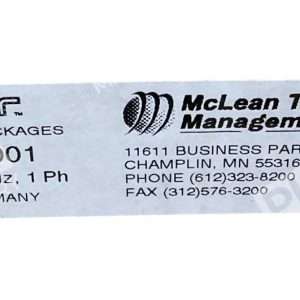 McLean T
Managem
CKAGES
001
11611 BUSINESS PAR
CHAMPLIN, MN 55316
z, 1 Ph
PHONE (612)323-8200
MANY
FAX (312)576-3200